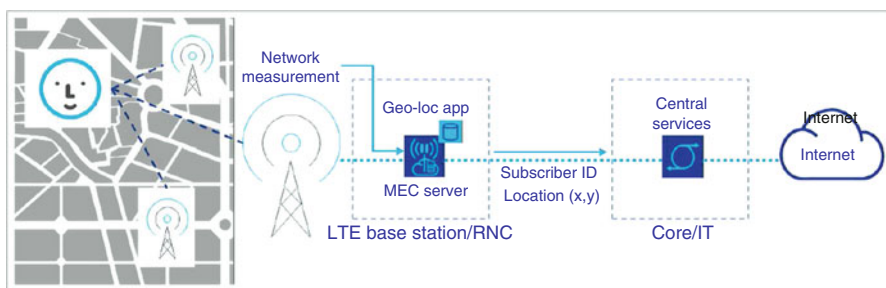 Network
measurement
Geo-loc app
MEC server
LTE base station/RNC
Subscriber ID
Location (x,y)
Central
services
Core/IT
Internet
Internet